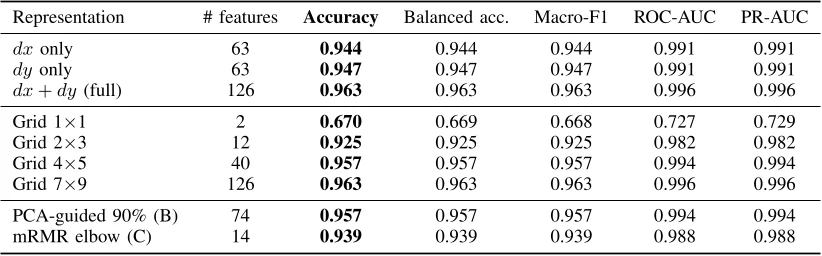 Representation # features Accuracy Balanced acc. Macro-F1 ROC-AUC PR-AUC
dx only 63 0.944 0.944 0.944 0.991 0.991
dy only 63 0.947 0.947 0.947 0.991 0.991
dx + dy (full) 126 0.963 0.963 0.963 0.996 0.996
Grid 1×1 2 0.670 0.669 0.668 0.727 0.729
Grid 2×3 12 0.925 0.925 0.925 0.982 0.982
Grid 4×5 40 0.957 0.957 0.957 0.994 0.994
Grid 7×9 126 0.963 0.963 0.963 0.996 0.996
PCA-guided 90% (B) 74 0.957 0.957 0.957 0.994 0.994
mRMR elbow (C) 14 0.939 0.939 0.939 0.988 0.988